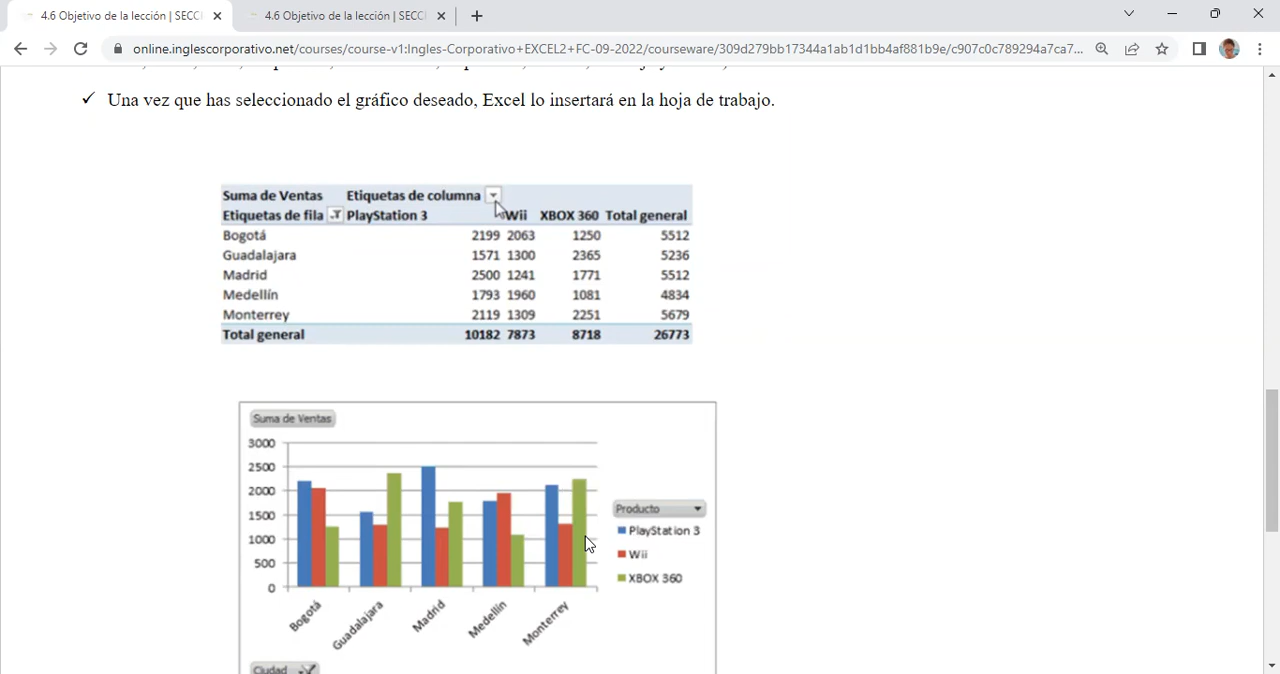 4.6 Objetivo de la lección | SECCI
4.6 Objetivo de la lección | SECCI
online.inglescorporativo.net/courses/course-v1:Ingles-Corporativo+EXCEL2+FC-09-2022/courseware/309d279bb17344a1ab1d1bb4af881b9e/c907c0c789294a7ca7...
✓ Una vez que has seleccionado el gráfico deseado, Excel lo insertará en la hoja de trabajo.
Suma de Ventas Etiquetas de columna
Etiquetas de fila PlayStation 3 Wii XBOX 360 Total general
Bogotá 2199 2063 1250 5512
Guadalajara 1571 1300 2365 5236
Madrid 2500 1241 1771 5512
Medellín 1793 1960 1081 4834
Monterrey 2119 1309 2251 5679
Total general 10182 7873 8718 26773
Suma de Ventas
3000
2500
2000
1500
1000
500
0
Bogotá Guadalajara Madrid Medellín Monterrey
Producto
PlayStation 3
Wii
XBOX 360
Ciudad